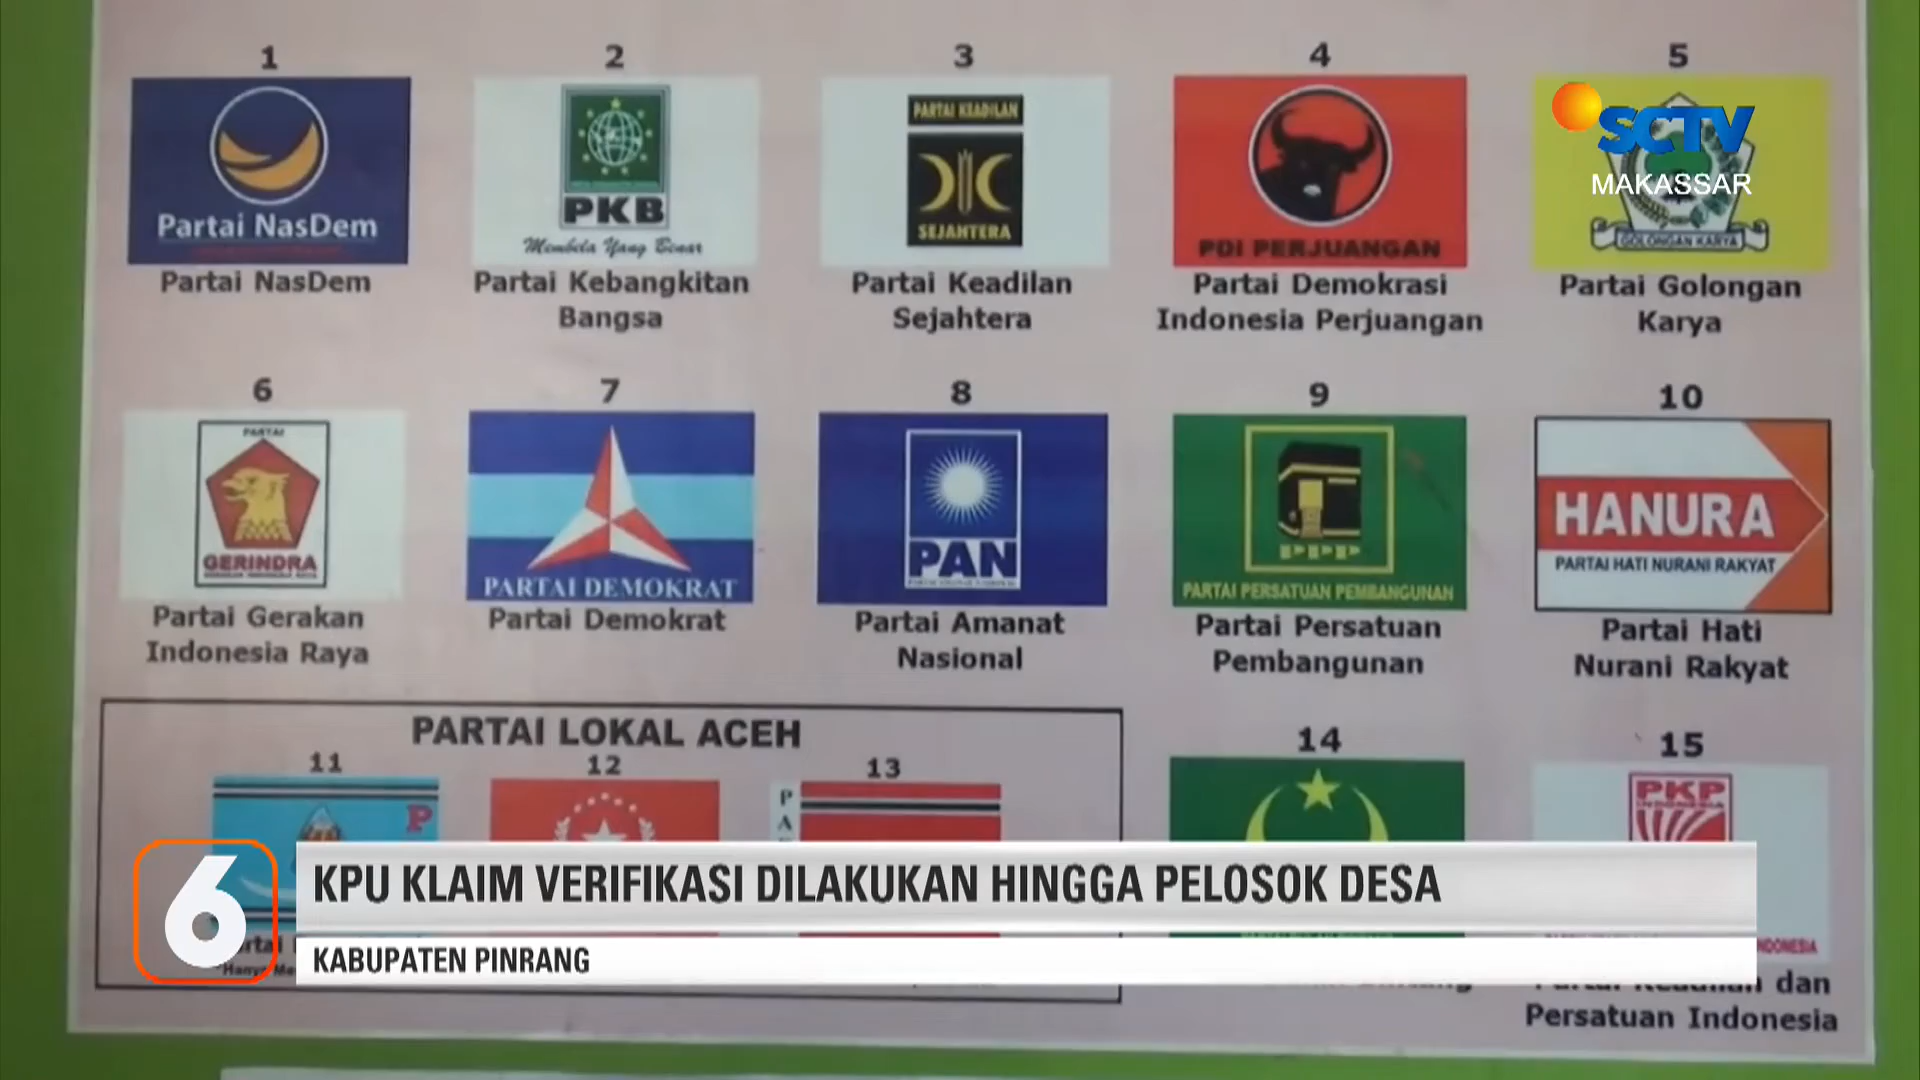 1
2
3
4
5
PARTAI KEADILAN
SEJAHTERA
Partai NasDem
PKB
Membela Yang Benar
PDI PERJUANGAN
SCTV
MAKASSAR
GOLONGAN KARYA
Partai NasDem
Partai Kebangkitan
Bangsa
Partai Keadilan
Sejahtera
Partai Demokrasi
Indonesia Perjuangan
Partai Golongan
Karya
6
7
8
9
10
PARTAI
GERINDRA
PARTAI DEMOKRAT
PAN
PPP
PARTAI PERSATUAN PEMBANGUNAN
HANURA
PARTAI HATI NURANI RAKYAT
Partai Gerakan
Indonesia Raya
Partai Demokrat
Partai Amanat
Nasional
Partai Persatuan
Pembangunan
Partai Hati
Nurani Rakyat
PARTAI LOKAL ACEH
11
12
13
14
15
P
P
A
PKP
INDONESIA
6
KPU KLAIM VERIFIKASI DILAKUKAN HINGGA PELOSOK DESA
KABUPATEN PINRANG
INDONESIA
dan
Persatuan Indonesia